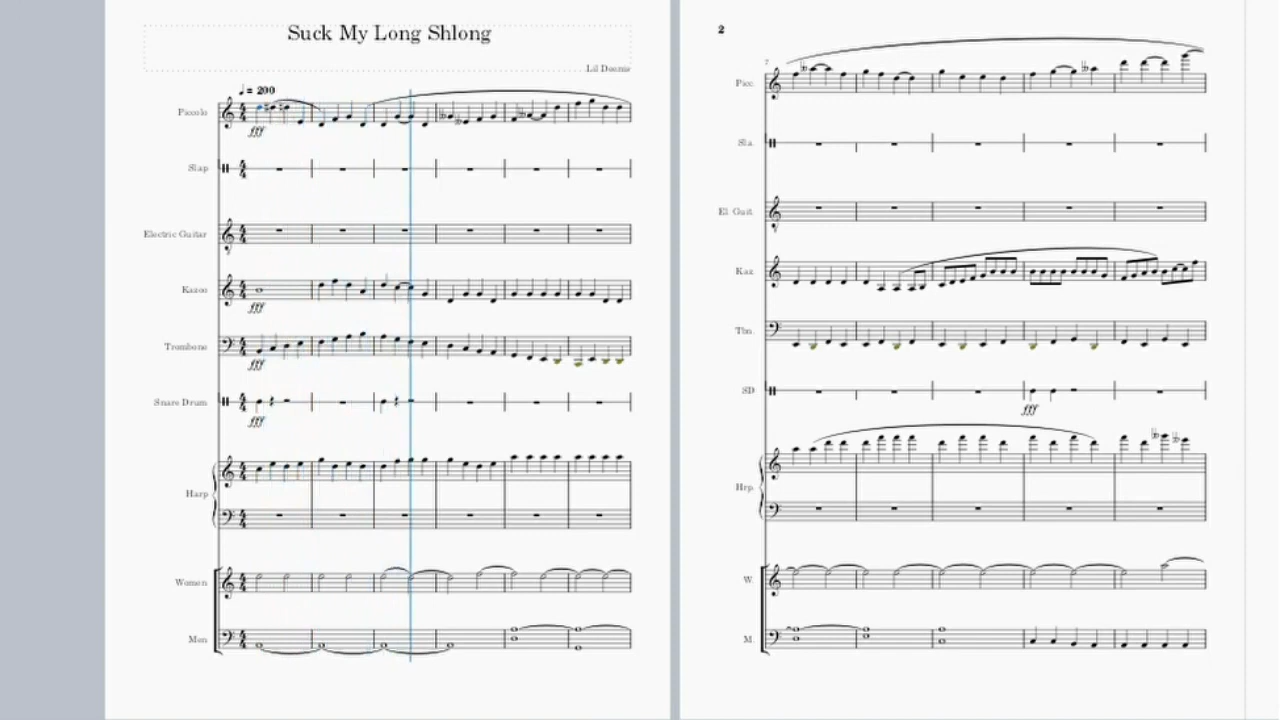 Suck My Long Shlong
Lil Deemie
♩ = 200
Piccolo
fff
Slap
Electric Guitar
Kazoo
fff
Trombone
fff
Snare Drum
fff
Harp
Women
Men
2
7
Picc.
Sla.
El. Guit.
Kaz.
Tbn.
SD
fff
Hrp.
W.
M.